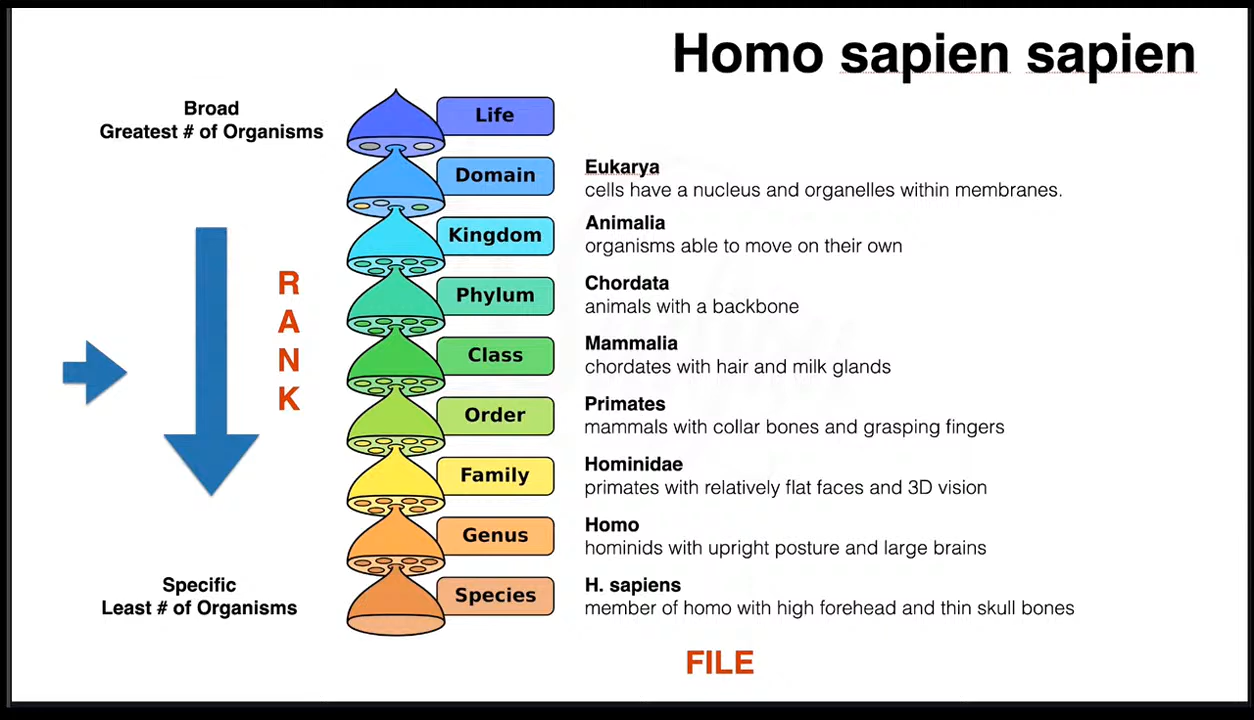 Homo sapien sapien
Broad
Greatest # of Organisms
R
A
N
K
Specific
Least # of Organisms
Life
Domain
Eukarya
cells have a nucleus and organelles within membranes.
Kingdom
Animalia
organisms able to move on their own
Phylum
Chordata
animals with a backbone
Class
Mammalia
chordates with hair and milk glands
Order
Primates
mammals with collar bones and grasping fingers
Family
Hominidae
primates with relatively flat faces and 3D vision
Genus
Homo
hominids with upright posture and large brains
Species
H. sapiens
member of homo with high forehead and thin skull bones
FILE